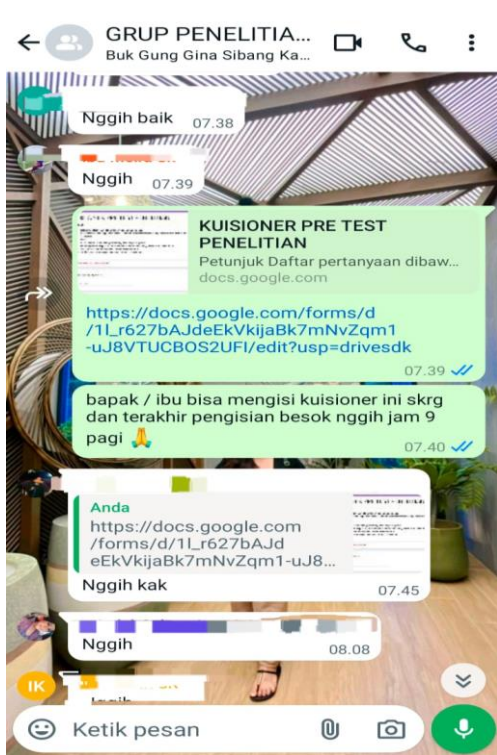 GRUP PENELITIA...
Buk Gung Gina Sibang Ka...
Nggih baik 07.38
Nggih 07.39
KUISIONER PRE TEST
PENELITIAN
Petunjuk Daftar pertanyaan dibaw...
docs.google.com
https://docs.google.com/forms/d
/1l_r627bAJdeEkVkijaBk7mNvZqm1
-uJ8VTUCBOS2UFI/edit?usp=drivesdk
07.39
bapak / ibu bisa mengisi kuisioner ini skrg
dan terakhir pengisian besok nggih jam 9
pagi 🙏
07.40
Anda
https://docs.google.com
/forms/d/1l_r627bAJd
eEkVkijaBk7mNvZqm1-uJ8...
Nggih kak 07.45
Nggih 08.08
IK
Ketik pesan